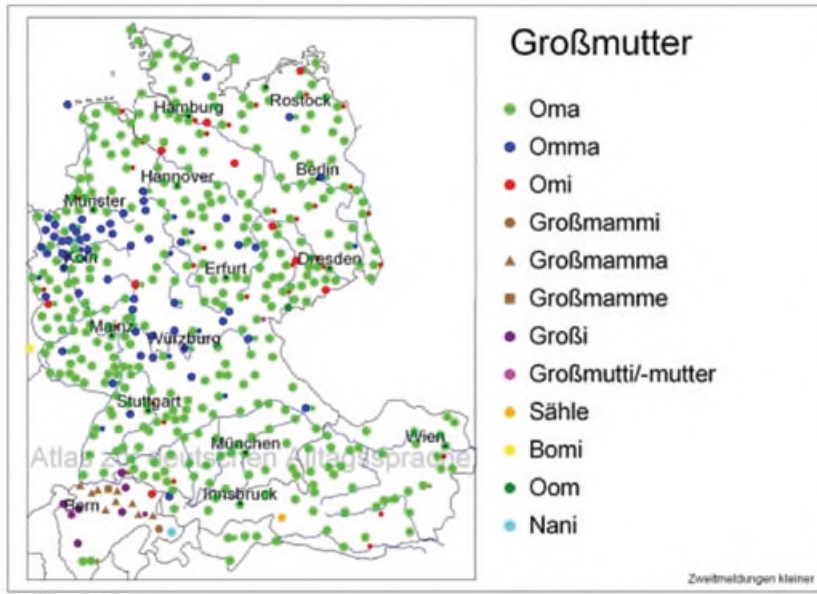 Großmutter
Oma
Omma
Omi
Großmammi
Großmamma
Großmamme
Großi
Großmutti/-mutter
Sähle
Bomi
Oom
Nani
Hamburg
Rostock
Hannover
Berlin
Münster
Köln
Erfurt
Dresden
Mainz
Würzburg
Stuttgart
München
Wien
Atlas zur deutschen Alltagssprache
Innsbruck
Bern
Zweitmeldungen kleiner